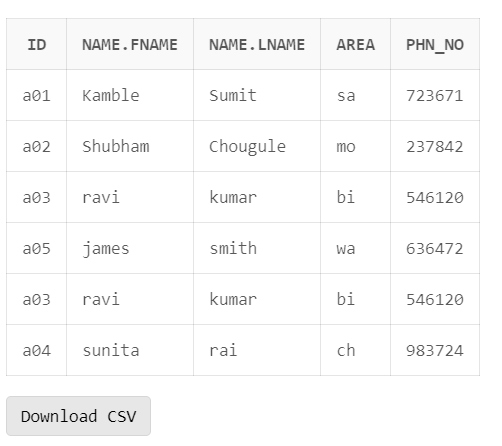 ID NAME.FNAME NAME.LNAME AREA PHN_NO
a01 Kamble Sumit sa 723671
a02 Shubham Chougule mo 237842
a03 ravi kumar bi 546120
a05 james smith wa 636472
a03 ravi kumar bi 546120
a04 sunita rai ch 983724
Download CSV